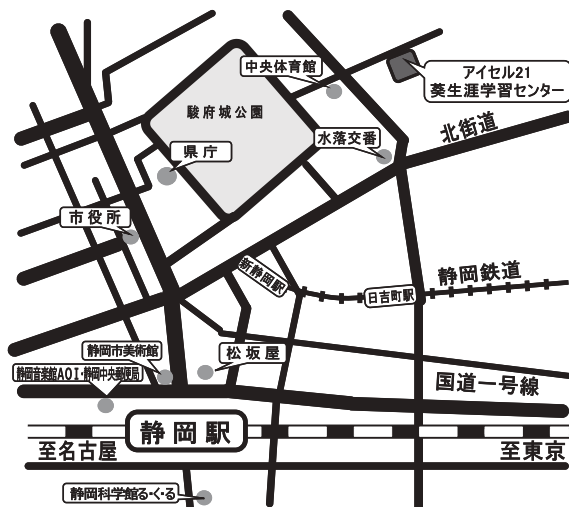 中央体育館
アイセル21
葵生涯学習センター
駿府城公園
北街道
水落交番
県庁
市役所
新静岡駅
静岡鉄道
日吉町駅
静岡市美術館
松坂屋
静岡音楽館AOI・静岡中央郵便局
国道一号線
静岡駅
至名古屋
至東京
静岡科学館る・く・る